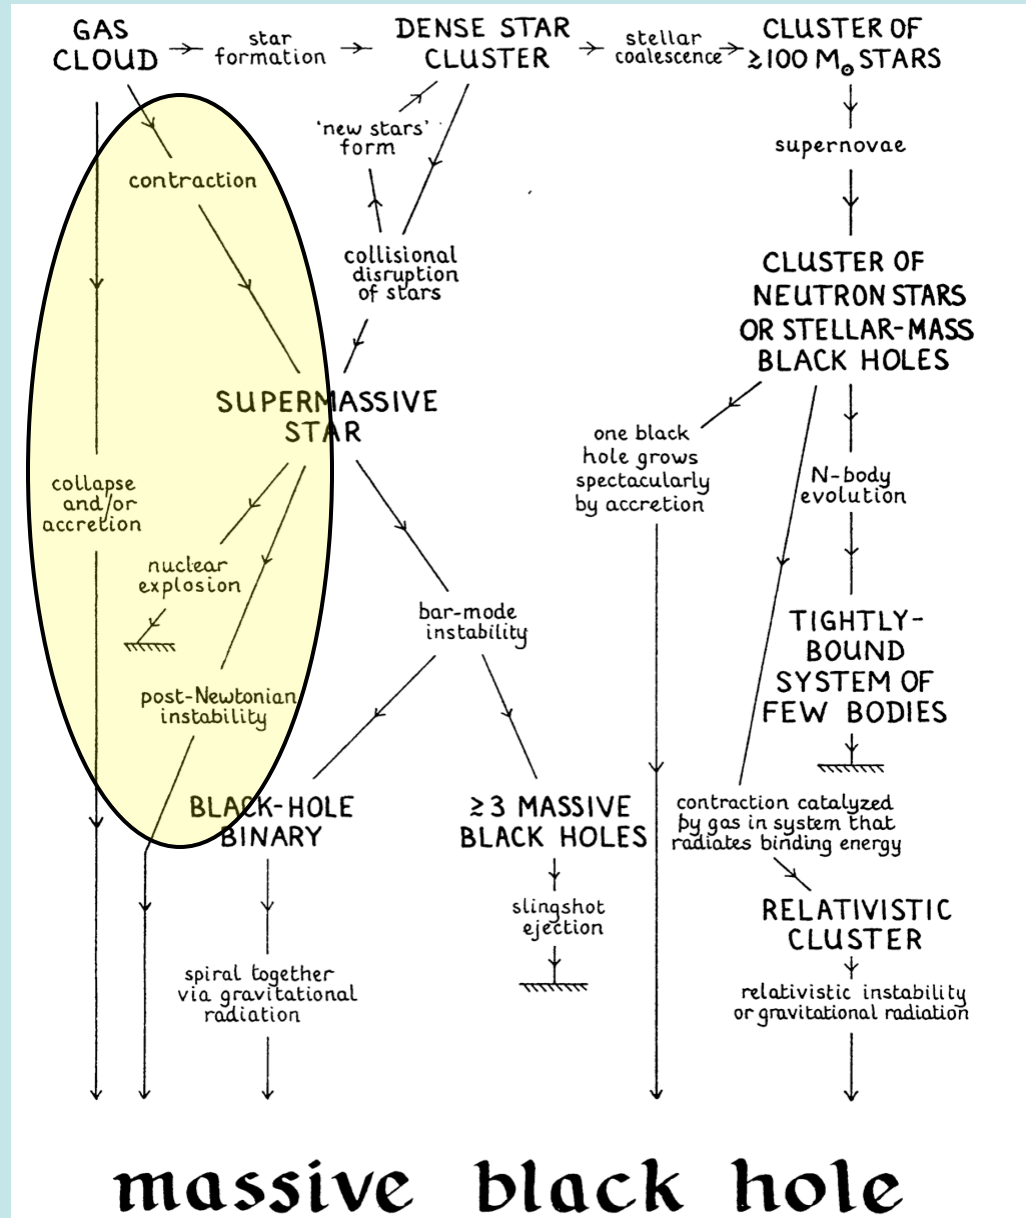 GAS
CLOUD
star
formation
DENSE STAR
CLUSTER
stellar
coalescence
CLUSTER OF
≳100 M⊙ STARS
'new stars'
form
supernovae
contraction
collisional
disruption
of stars
CLUSTER OF
NEUTRON STARS
OR STELLAR-MASS
BLACK HOLES
SUPERMASSIVE
STAR
one black
hole grows
spectacularly
by accretion
N-body
evolution
collapse
and/or
accretion
nuclear
explosion
bar-mode
instability
TIGHTLY-
BOUND
SYSTEM OF
FEW BODIES
post-Newtonian
instability
BLACK-HOLE
BINARY
≥3 MASSIVE
BLACK HOLES
contraction catalyzed
by gas in system that
radiates binding energy
slingshot
ejection
RELATIVISTIC
CLUSTER
spiral together
via gravitational
radiation
relativistic instability
or gravitational radiation
massive black hole